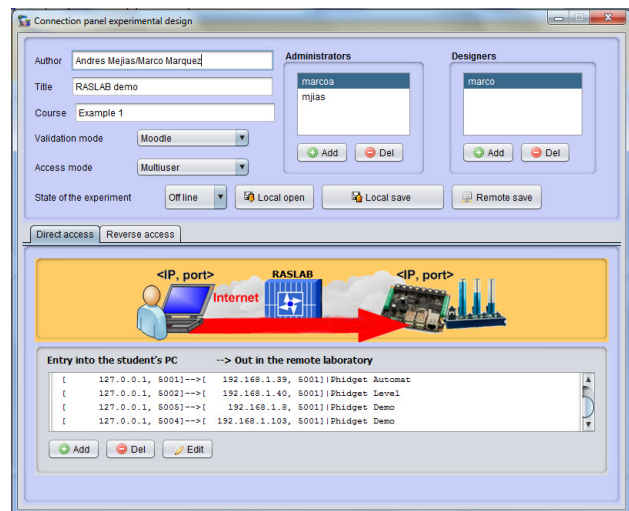 Connection panel experimental design
Author Andres Mejias/Marco Marquez
Title RASLAB demo
Course Example 1
Validation mode Moodle
Access mode Multiuser
Administrators
marcoa
mjias
Add Del
Designers
marco
Add Del
State of the experiment Off line Local open Local save Remote save
Direct access Reverse access
<IP, port> RASLAB <IP, port>
Internet
Entry into the student's PC --> Out in the remote laboratory
[ 127.0.0.1, 5001]-->[ 192.168.1.39, 5001]|Phidget Automat
[ 127.0.0.1, 5002]-->[ 192.168.1.40, 5001]|Phidget Level
[ 127.0.0.1, 5005]-->[ 192.168.1.8, 5001]|Phidget Demo
[ 127.0.0.1, 5004]-->[ 192.168.1.103, 5001]|Phidget Demo
Add Del Edit